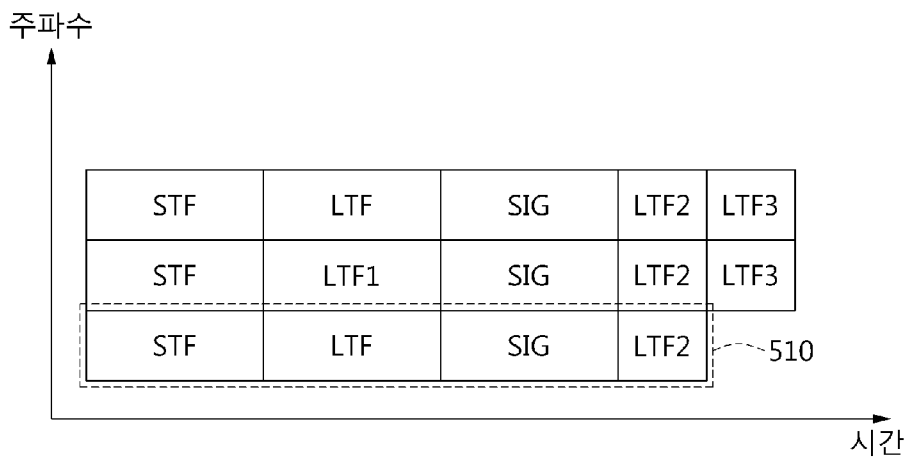 주파수
STF LTF SIG LTF2 LTF3
STF LTF1 SIG LTF2 LTF3
STF LTF SIG LTF2
510
시간